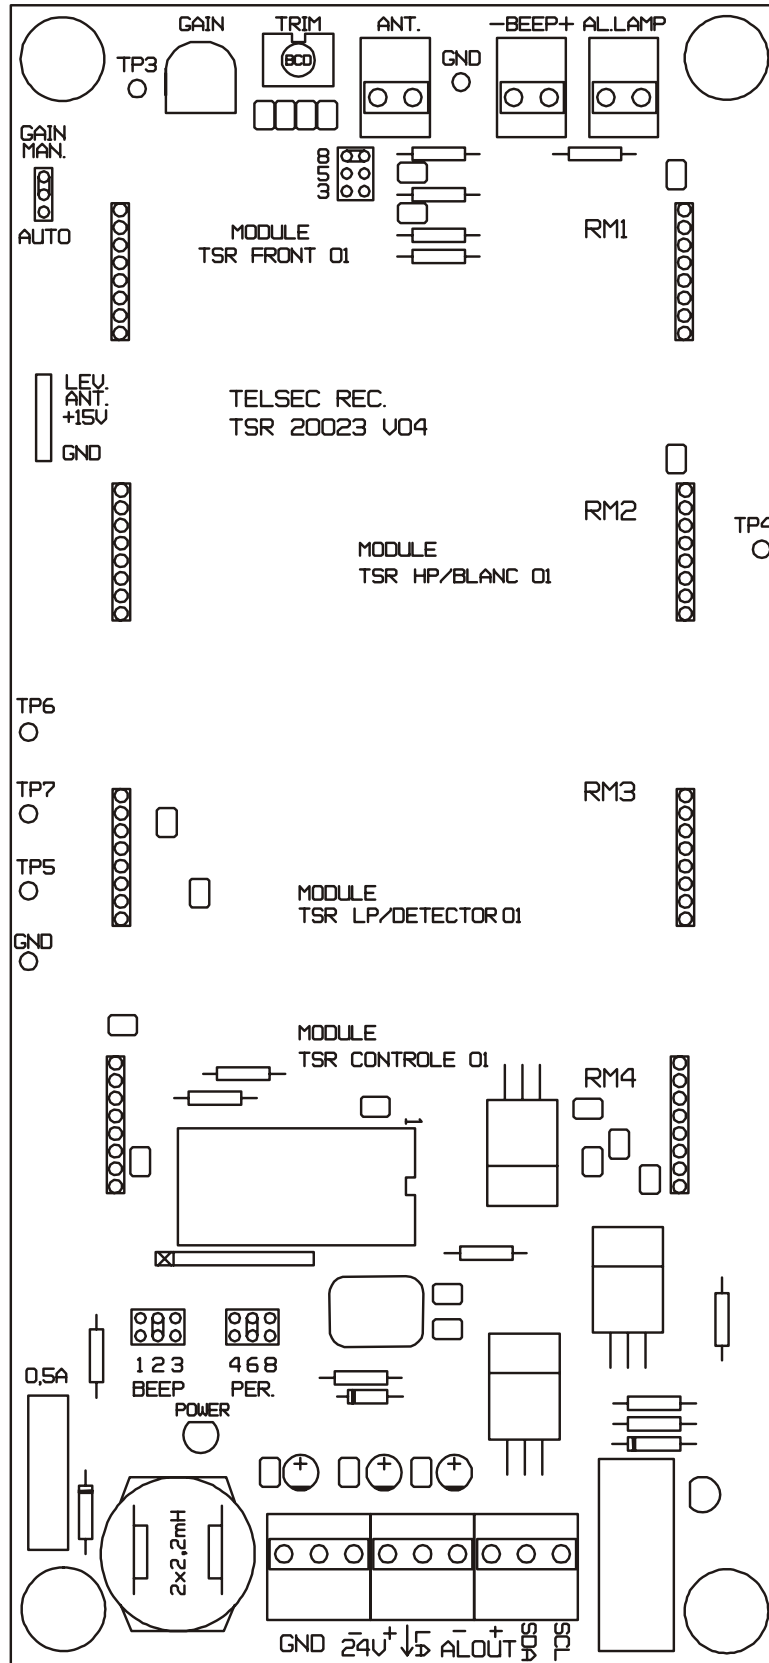 GAIN TRIM ANT. -BEEP+ AL.LAMP
BCD
TP3
GND
GAIN
MAN.
AUTO
8
5
3
MODULE
TSR FRONT 01
RM1
LEV.
ANT.
+15V
GND
TELSEC REC.
TSR 20023 V04
RM2
TP4
MODULE
TSR HP/BLANC 01
TP6
TP7
RM3
TP5
MODULE
TSR LP/DETECTOR 01
GND
MODULE
TSR CONTROLE 01
RM4
1
1 2 3
BEEP
4 6 8
PER.
0,5A
POWER
+ + +
2x2,2mH
GND - 24V + - ALOUT + SDA SCL